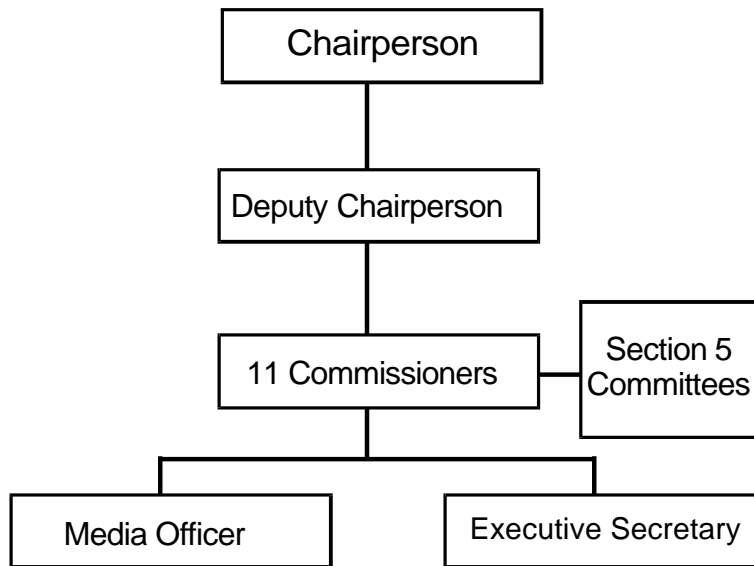 Chairperson
Deputy Chairperson
11 Commissioners
Section 5
Committees
Media Officer
Executive Secretary